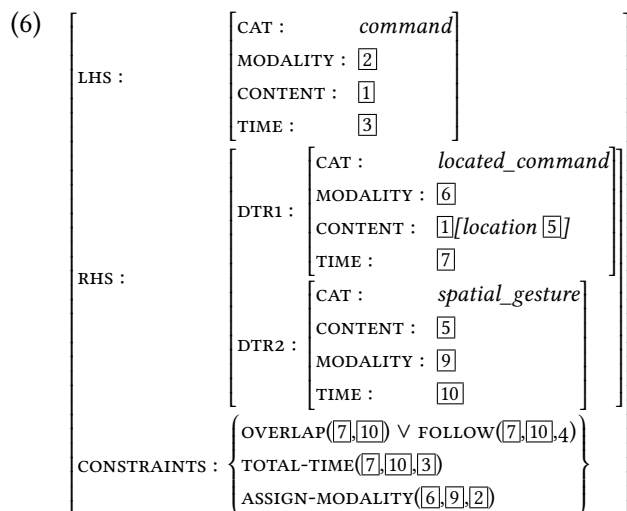 (6)
LHS :
CAT : command
MODALITY : 2
CONTENT : 1
TIME : 3
RHS :
DTR1 :
CAT : located_command
MODALITY : 6
CONTENT : 1[location 5]
TIME : 7
DTR2 :
CAT : spatial_gesture
CONTENT : 5
MODALITY : 9
TIME : 10
CONSTRAINTS :
OVERLAP(7,10) ∨ FOLLOW(7,10,4)
TOTAL-TIME(7,10,3)
ASSIGN-MODALITY(6,9,2)